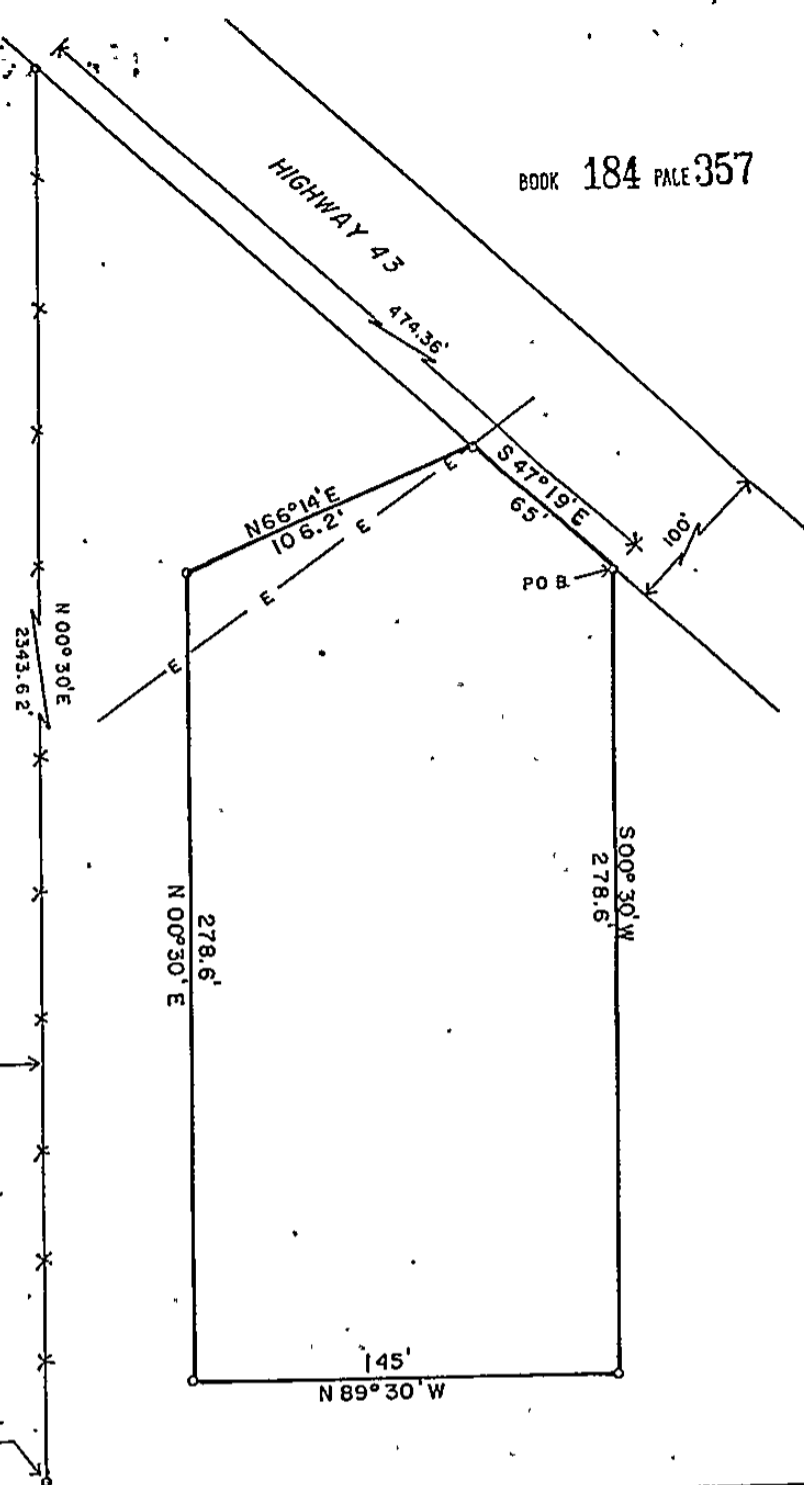 BOOK 184 PAGE 357
HIGHWAY 43
474.36'
S 47°19'E
65'
100'
N66°14'E
106.2'
E
E
E
E
P O B.
N 00°30'E
2343.62'
S00°30'W
278.6'
278.6'
N 00°30'E
145'
N 89°30'W